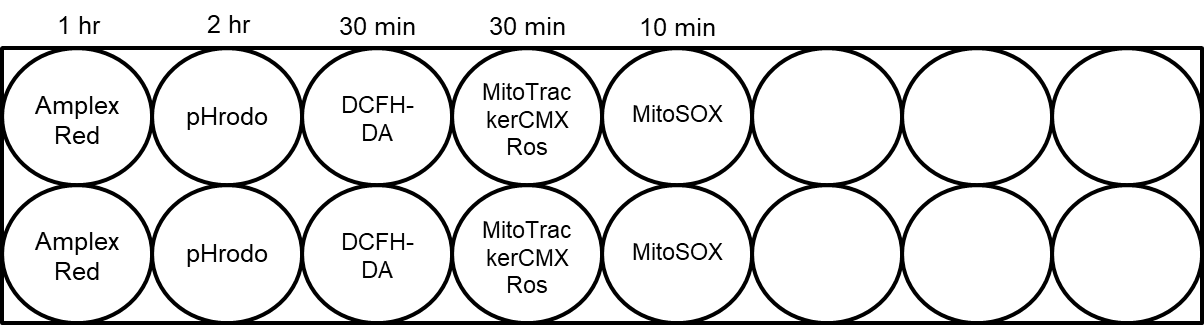 1 hr 2 hr 30 min 30 min 10 min
Amplex
Red
pHrodo
DCFH-
DA
MitoTrac
kerCMX
Ros
MitoSOX
Amplex
Red
pHrodo
DCFH-
DA
MitoTrac
kerCMX
Ros
MitoSOX